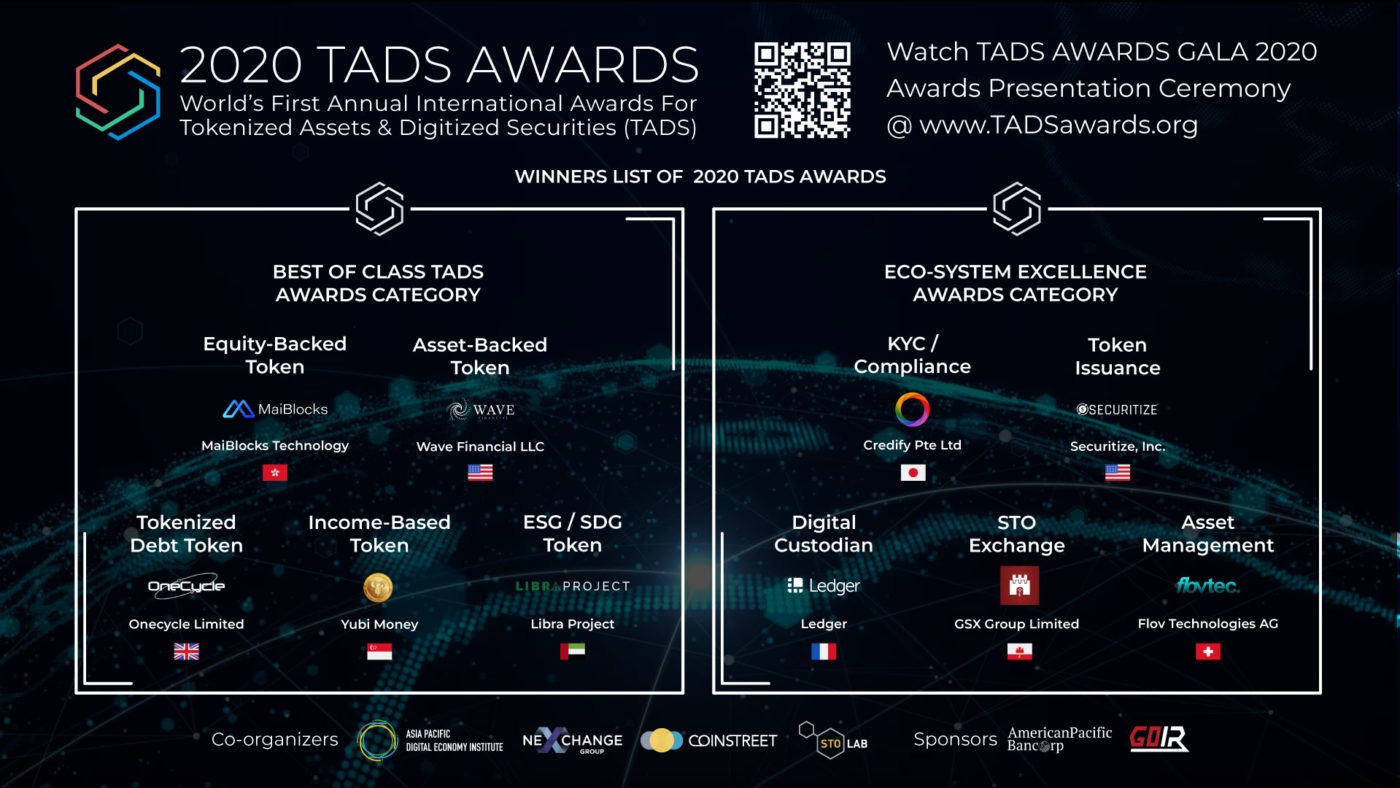 2020 TADS AWARDS
World's First Annual International Awards For
Tokenized Assets & Digitized Securities (TADS)
Watch TADS AWARDS GALA 2020
Awards Presentation Ceremony
@ www.TADSawards.org
WINNERS LIST OF 2020 TADS AWARDS
BEST OF CLASS TADS
AWARDS CATEGORY
Equity-Backed
Token
MaiBlocks
MaiBlocks Technology
Asset-Backed
Token
WAVE
FINANCIAL
Wave Financial LLC
Tokenized
Debt Token
OneCycle
Onecycle Limited
Income-Based
Token
Yubi Money
ESG / SDG
Token
LIBRA PROJECT
Libra Project
ECO-SYSTEM EXCELLENCE
AWARDS CATEGORY
KYC /
Compliance
Credify Pte Ltd
Token
Issuance
SECURITIZE
Securitize, Inc.
Digital
Custodian
Ledger
Ledger
STO
Exchange
GSX Group Limited
Asset
Management
flovtec.
Flov Technologies AG
Co-organizers
ASIA PACIFIC
DIGITAL ECONOMY INSTITUTE
NEXCHANGE
GROUP
COINSTREET
STO LAB
Sponsors
AmericanPacific
Bancorp
GOIR